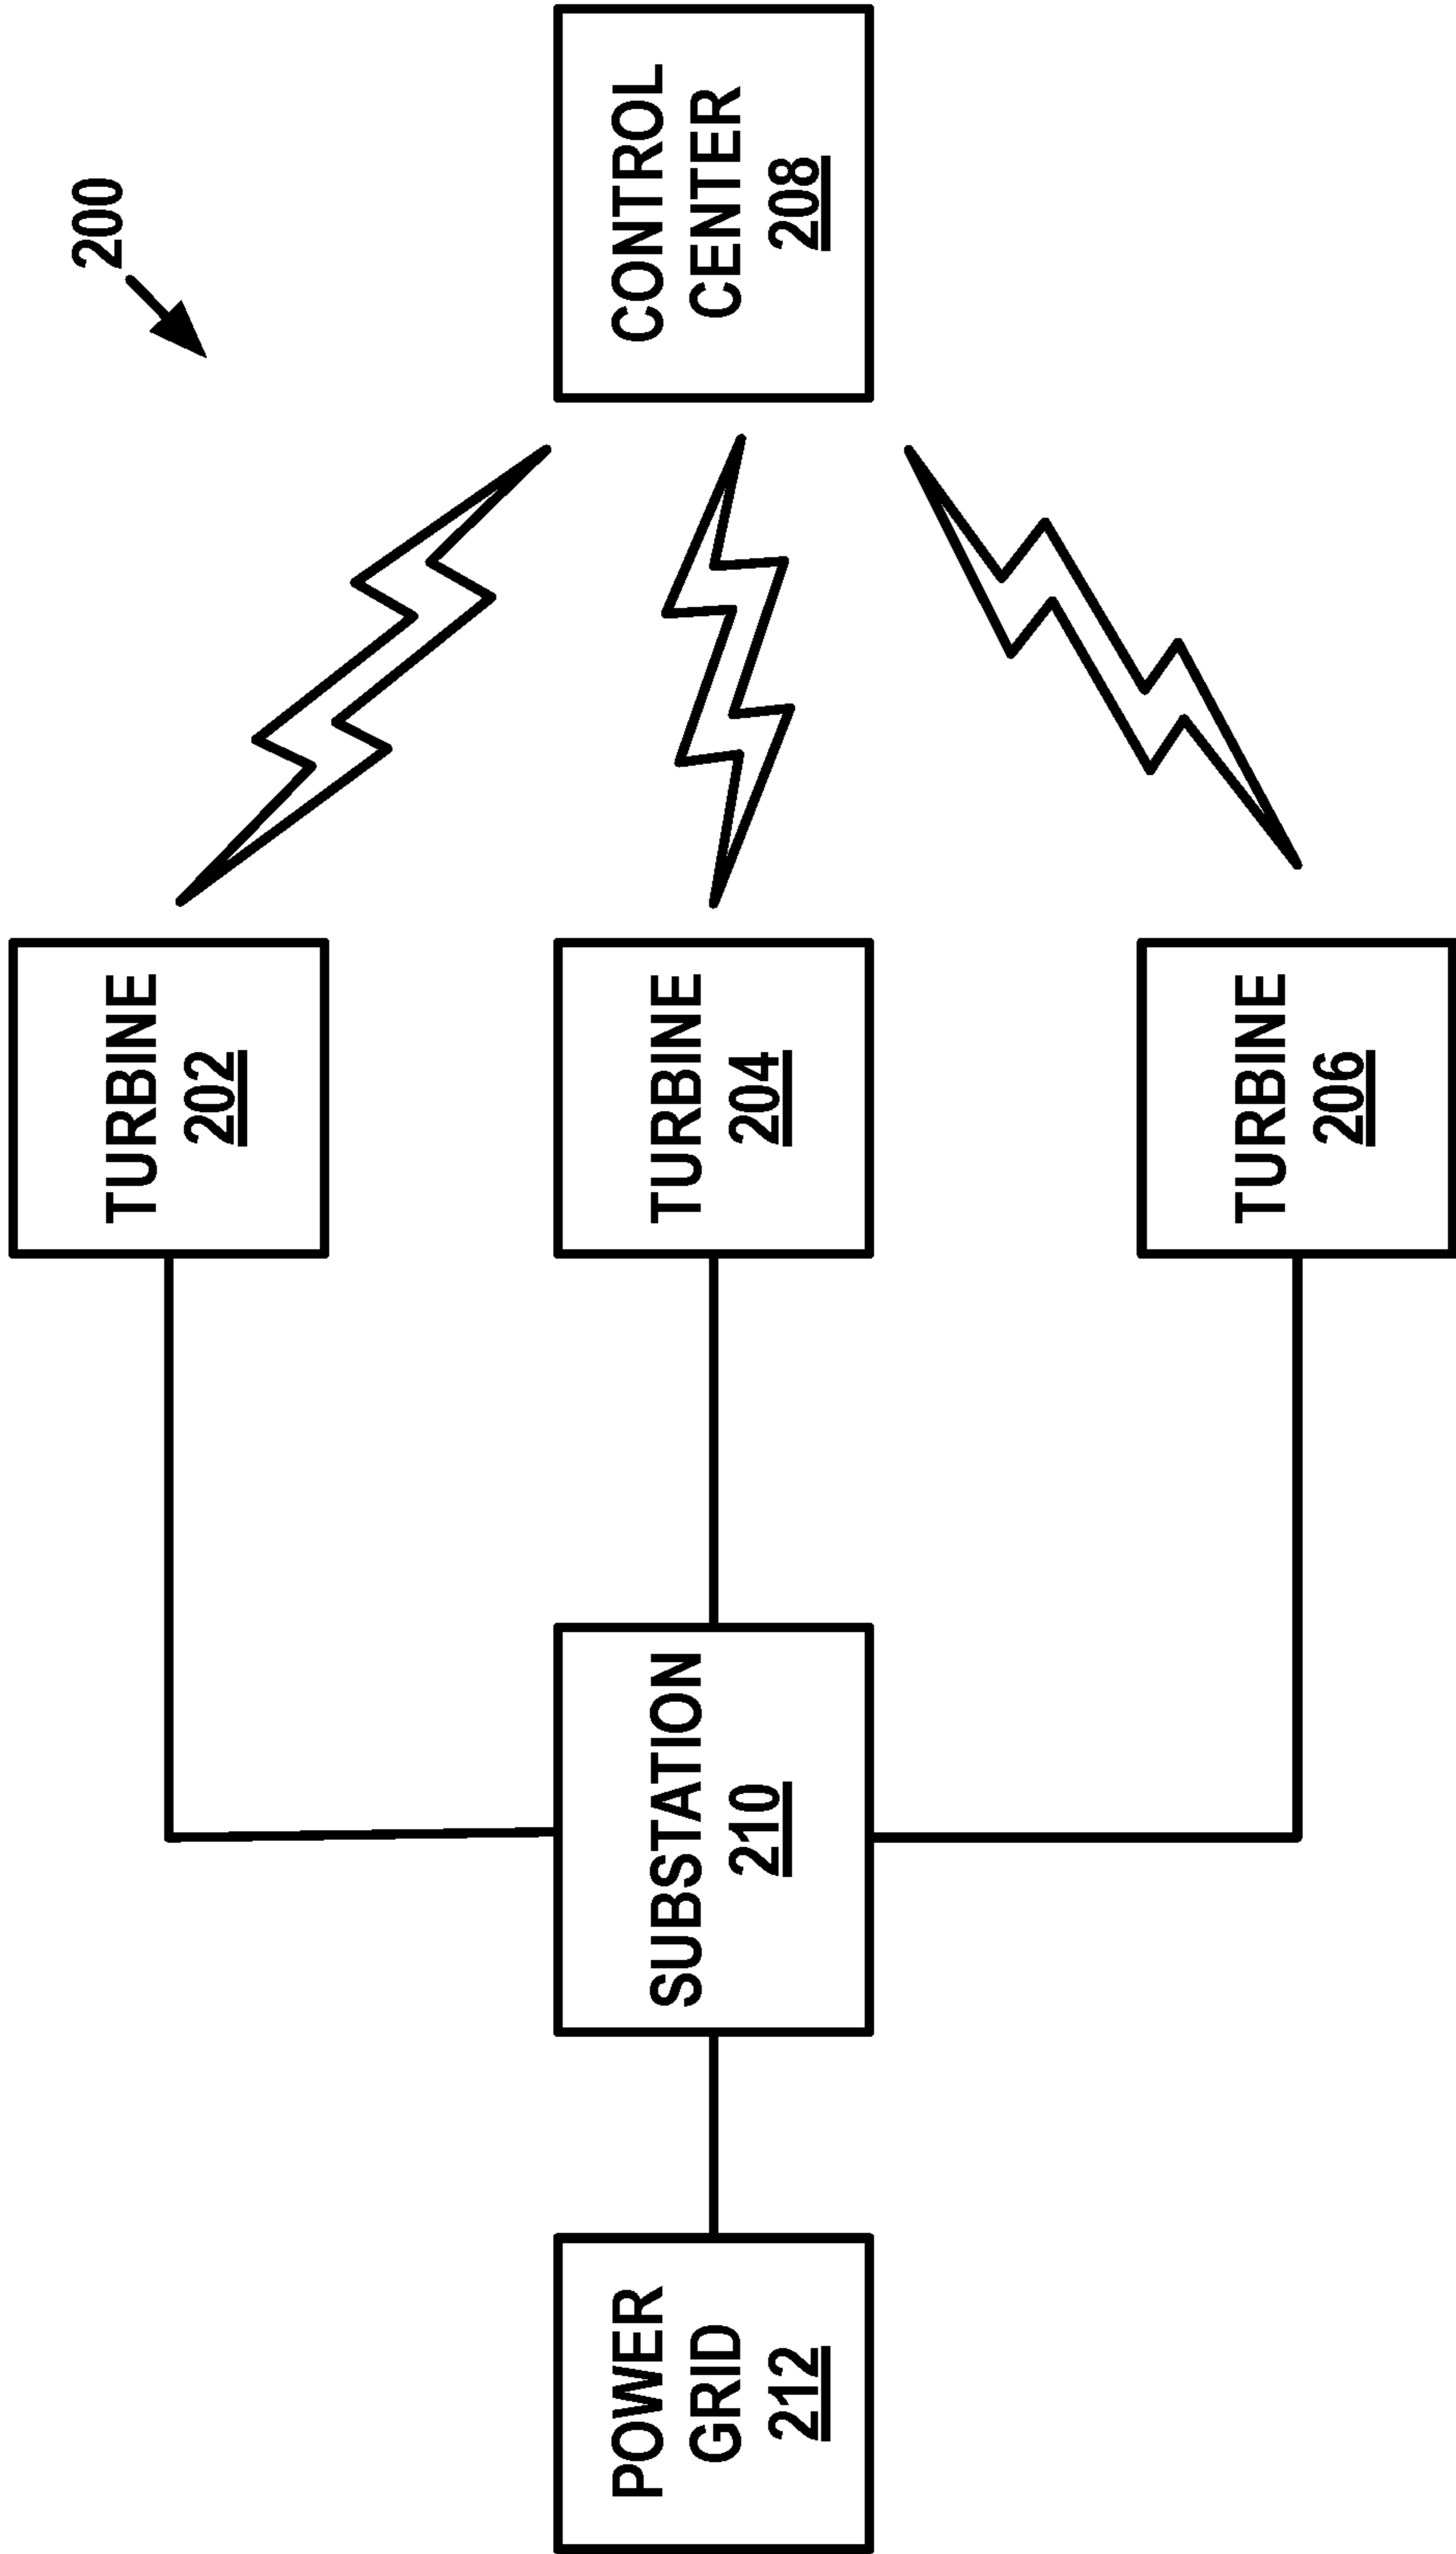 200
TURBINE
202
POWER
GRID
212
SUBSTATION
210
TURBINE
204
CONTROL
CENTER
208
TURBINE
206